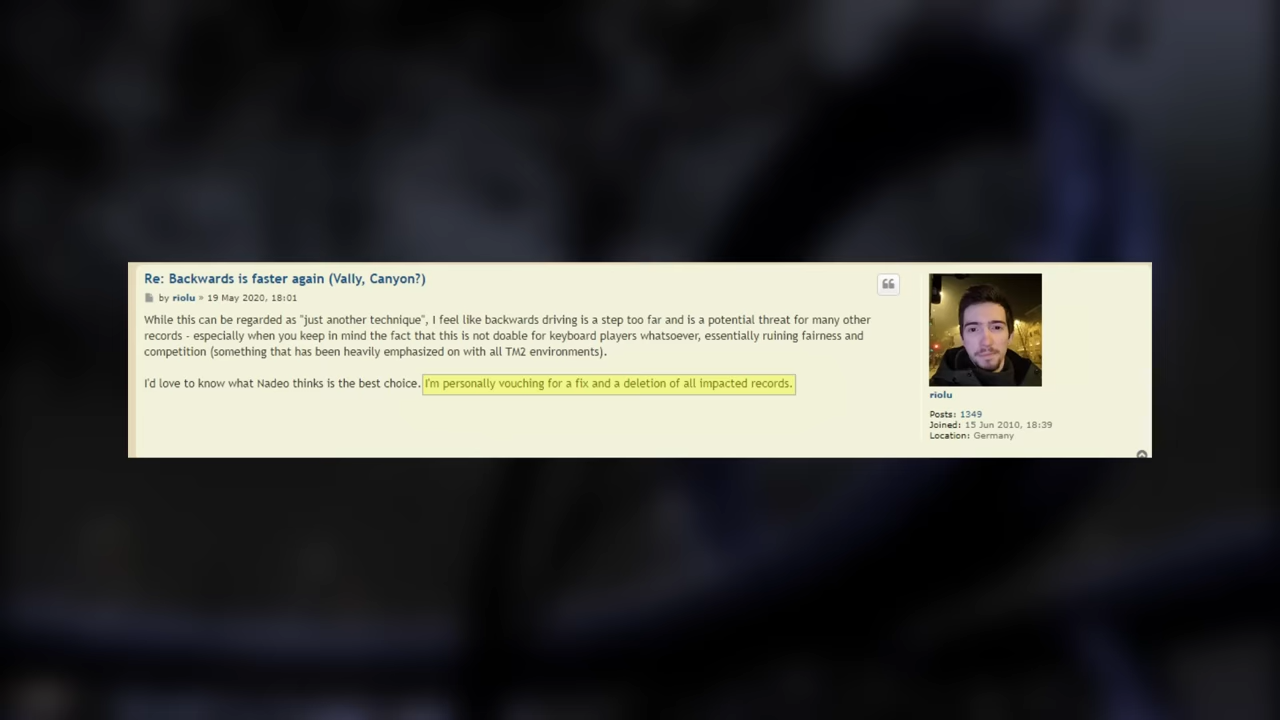 Re: Backwards is faster again (Vally, Canyon?)
by riolu » 19 May 2020, 18:01
While this can be regarded as "just another technique", I feel like backwards driving is a step too far and is a potential threat for many other
records - especially when you keep in mind the fact that this is not doable for keyboard players whatsoever, essentially ruining fairness and
competition (something that has been heavily emphasized on with all TM2 environments).
I'd love to know what Nadeo thinks is the best choice. I'm personally vouching for a fix and a deletion of all impacted records.
riolu
Posts: 1349
Joined: 15 Jun 2010, 18:39
Location: Germany